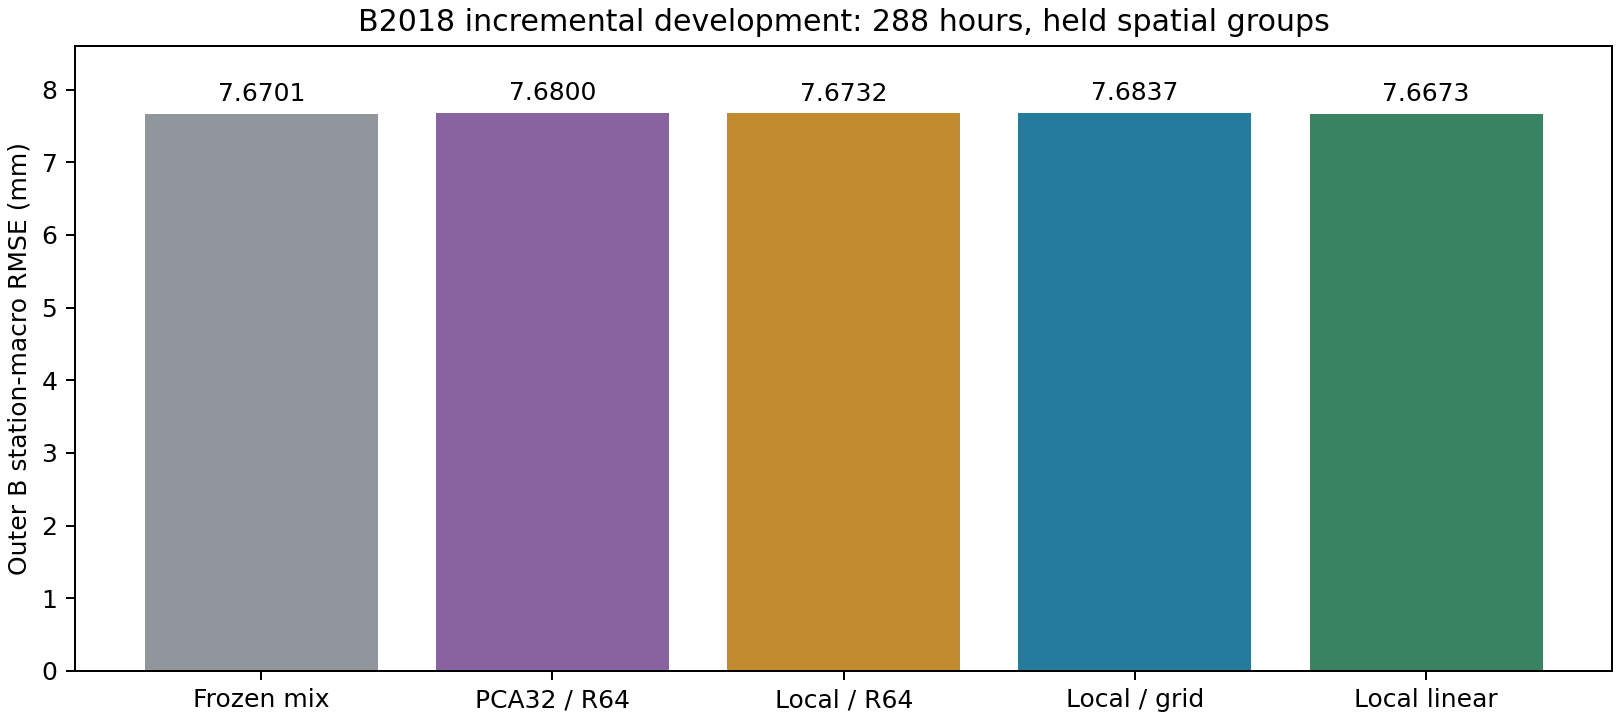 B2018 incremental development: 288 hours, held spatial groups
Outer B station-macro RMSE (mm)
8
7
6
5
4
3
2
1
0
7.6701
7.6800
7.6732
7.6837
7.6673
Frozen mix
PCA32 / R64
Local / R64
Local / grid
Local linear